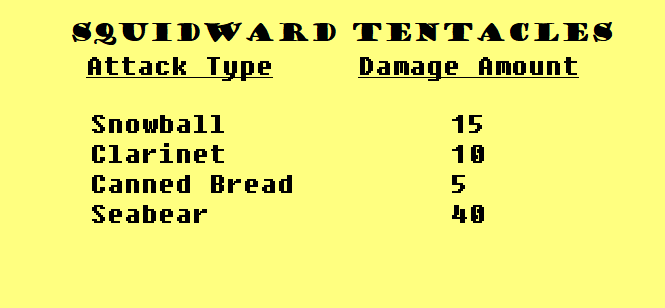 SQUIDWARD TENTACLES
Attack Type Damage Amount
Snowball 15
Clarinet 10
Canned Bread 5
Seabear 40